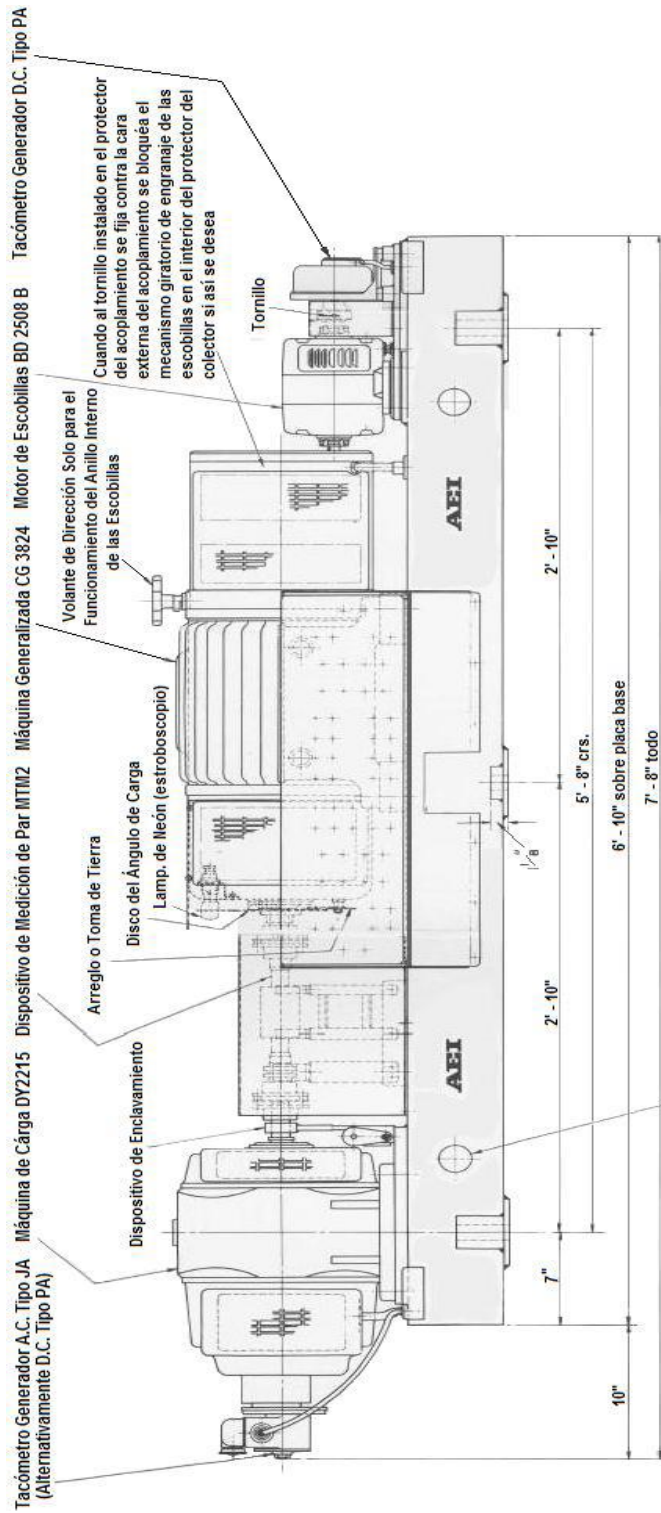 Tacómetro Generador A.C. Tipo JA
(Alternativamente D.C. Tipo PA)
Máquina de Cárga DY2215
Dispositivo de Medición de Par MTM2
Máquina Generalizada CG 3824
Motor de Escobillas BD 2508 B
Tacómetro Generador D.C. Tipo PA
Volante de Dirección Solo para el
Funcionamiento del Anillo Interno
de las Escobillas
Cuando al tornillo instalado en el protector
del acoplamiento se fija contra la cara
externa del acoplamiento se bloquéa el
mecanismo giratorio de engranaje de las
escobillas en el interior del protector del
colector si así se desea
Arreglo o Toma de Tierra
Disco del Ángulo de Carga
Lamp. de Neón (estroboscopio)
Dispositivo de Enclavamiento
Tornillo
AEI
AEI
1 1/8"
7"
2' - 10"
2' - 10"
5' - 8" crs.
10"
6' - 10" sobre placa base
7' - 8" todo